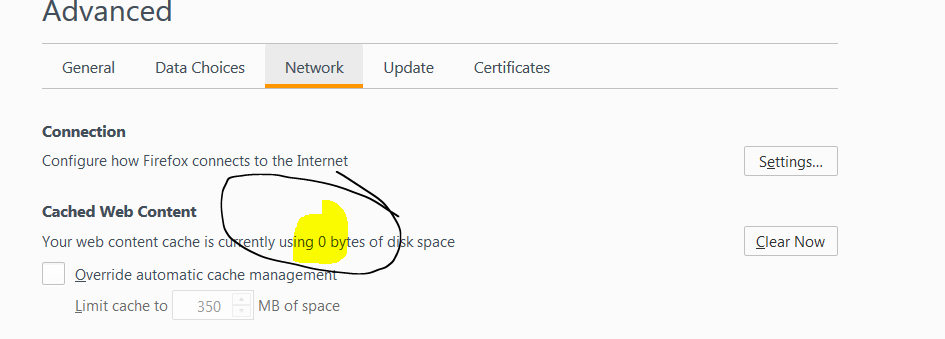 Advanced
General Data Choices Network Update Certificates
Connection
Configure how Firefox connects to the Internet Settings...
Cached Web Content
Your web content cache is currently using 0 bytes of disk space Clear Now
Override automatic cache management
Limit cache to 350 MB of space